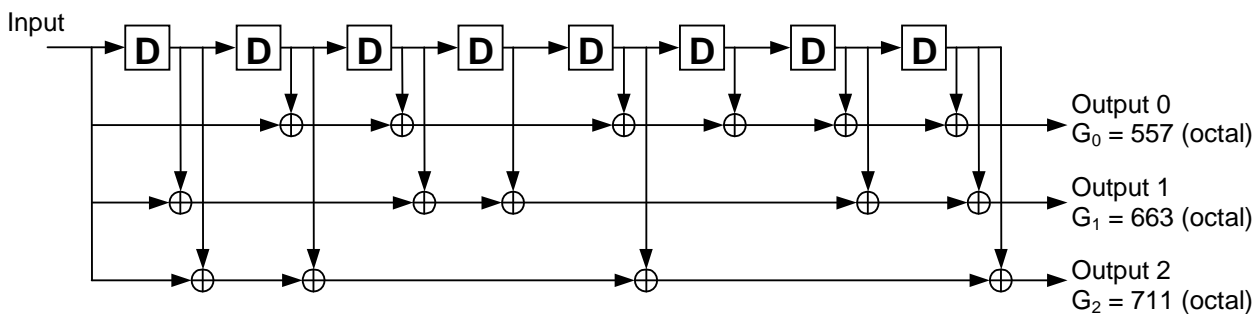 Input
D D D D D D D D
Output 0
G₀ = 557 (octal)
Output 1
G₁ = 663 (octal)
Output 2
G₂ = 711 (octal)